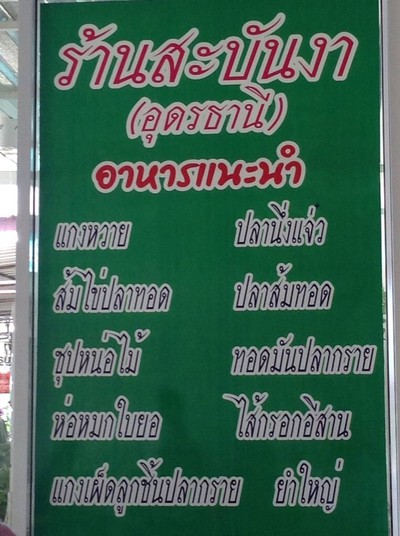 ร้านสะบันงา
(อุดรธานี)
อาหารแนะนำ
แกงหวาย ปลานึ่งแจ่ว
ส้มไข่ปลาทอด ปลาส้มทอด
ซุปหน่อไม้ ทอดมันปลากราย
ห่อหมกใบยอ ไส้กรอกอีสาน
แกงเผ็ดลูกชิ้นปลากราย ยำใหญ่